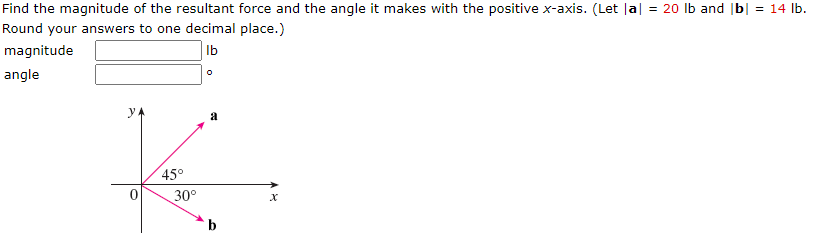 Find the magnitude of the resultant force and the angle it makes with the positive x-axis. (Let |a| = 20 lb and |b| = 14 lb.
Round your answers to one decimal place.)
magnitude lb
angle °
y a
45°
0 30° x
b